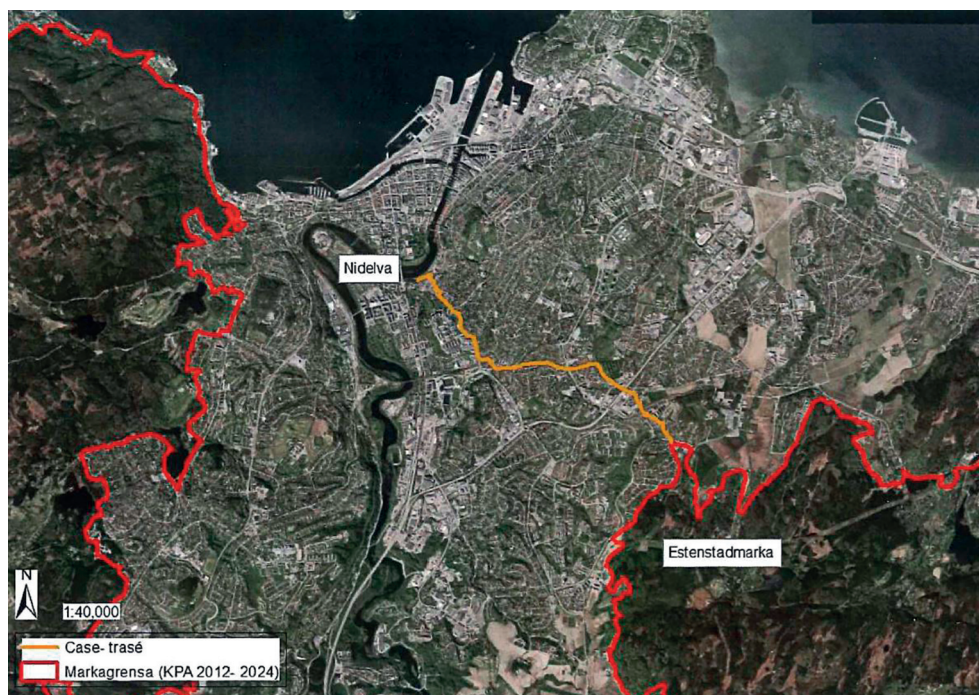 Nidelva
Estenstadmarka
N
1:40,000
Case- trasé
Markagrensa (KPA 2012- 2024)